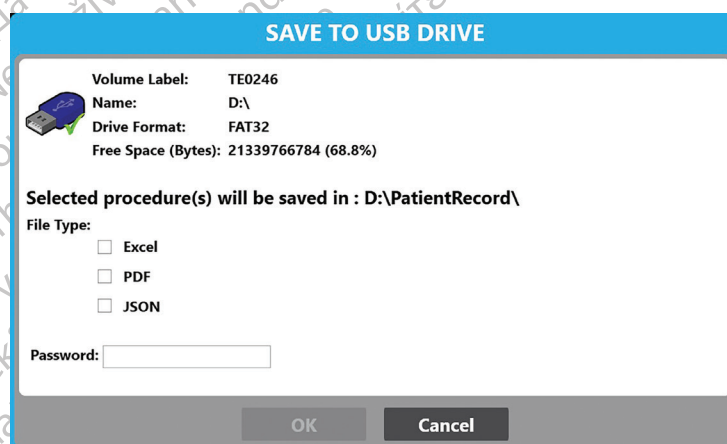 SAVE TO USB DRIVE
Volume Label: TE0246
Name: D:\
Drive Format: FAT32
Free Space (Bytes): 21339766784 (68.8%)
Selected procedure(s) will be saved in : D:\PatientRecord\
File Type:
Excel
PDF
JSON
Password:
OK
Cancel